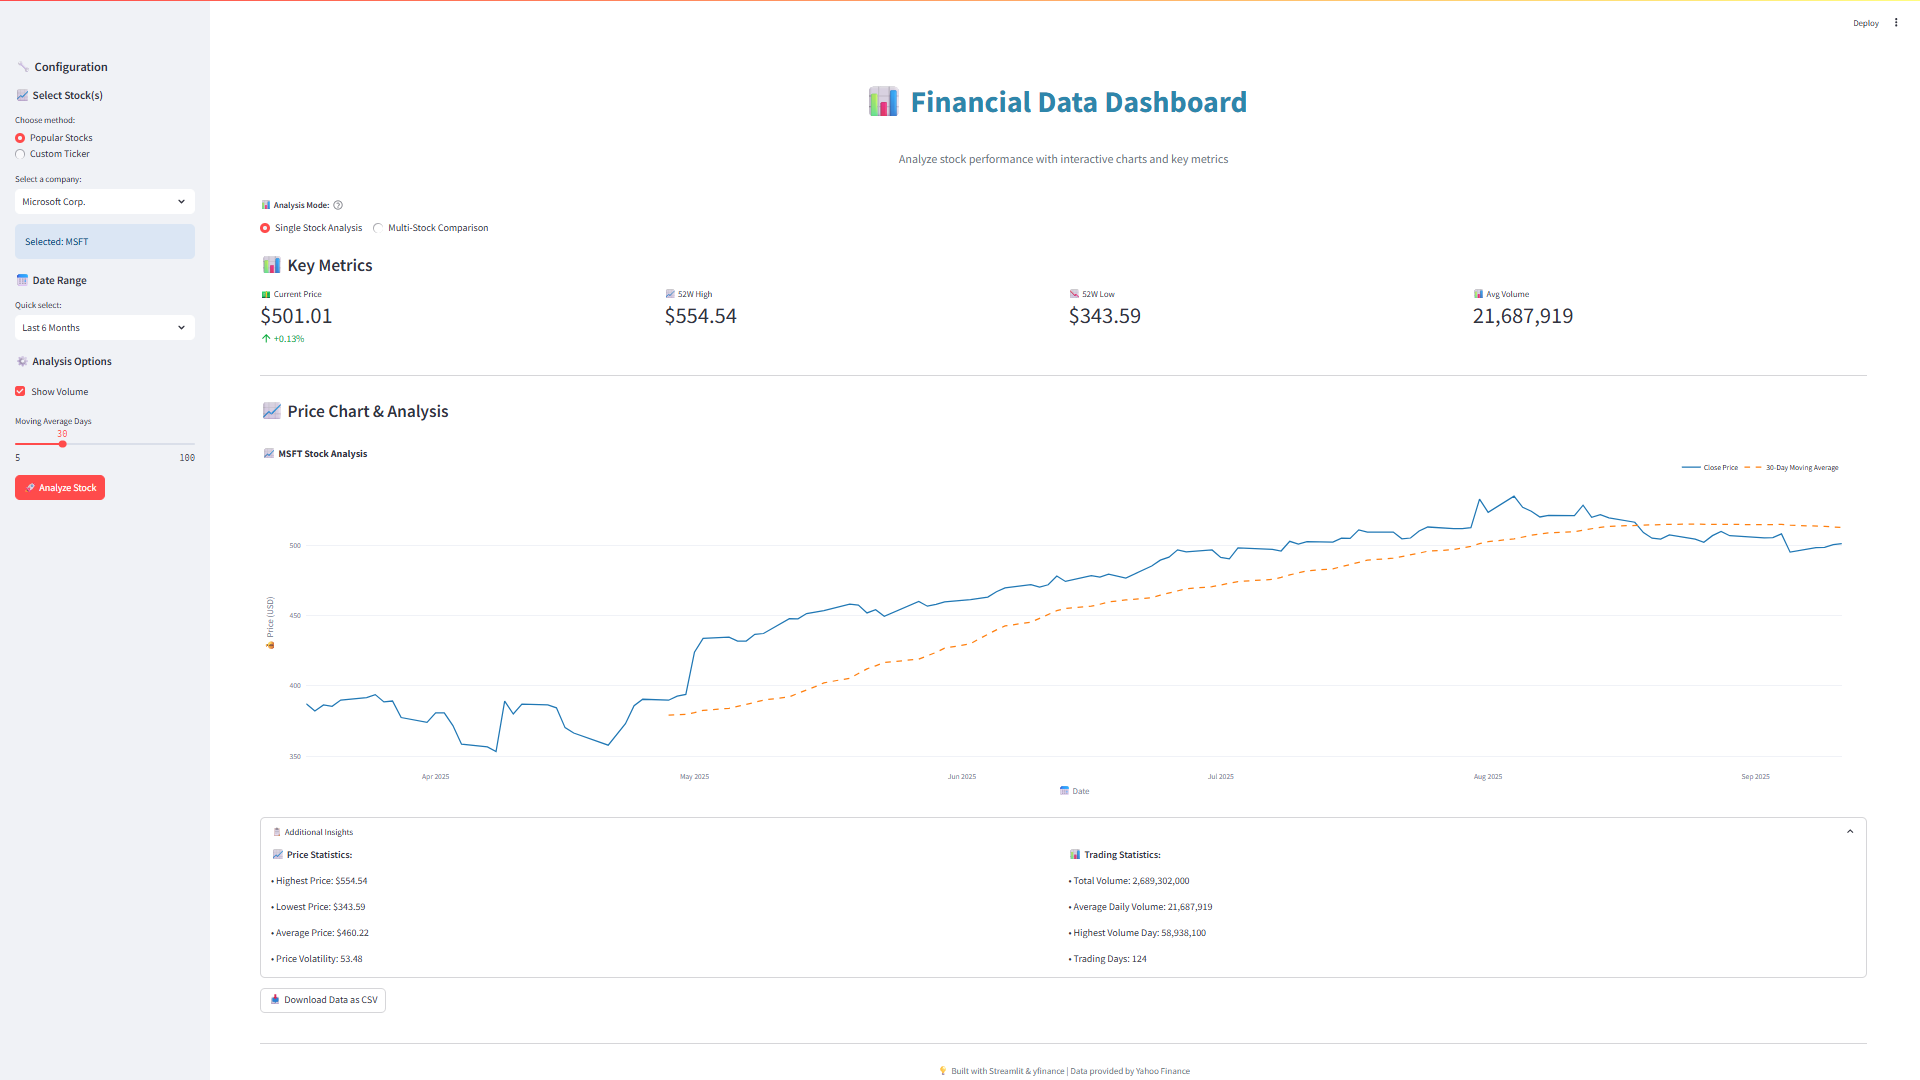 Deploy
Configuration
Select Stock(s)
Choose method:
Popular Stocks
Custom Ticker
Select a company:
Microsoft Corp.
Selected: MSFT
Date Range
Quick select:
Last 6 Months
Analysis Options
Show Volume
Moving Average Days
30
5 100
Analyze Stock
Financial Data Dashboard
Analyze stock performance with interactive charts and key metrics
Analysis Mode:
Single Stock Analysis Multi-Stock Comparison
Key Metrics
Current Price
$501.01
+0.13%
52W High
$554.54
52W Low
$343.59
Avg Volume
21,687,919
Price Chart & Analysis
MSFT Stock Analysis
Close Price 30-Day Moving Average
Price (USD)
500
450
400
350
Apr 2025 May 2025 Jun 2025 Jul 2025 Aug 2025 Sep 2025
Date
Additional Insights
Price Statistics:
• Highest Price: $554.54
• Lowest Price: $343.59
• Average Price: $460.22
• Price Volatility: 53.48
Trading Statistics:
• Total Volume: 2,689,302,000
• Average Daily Volume: 21,687,919
• Highest Volume Day: 58,938,100
• Trading Days: 124
Download Data as CSV
Built with Streamlit & yfinance | Data provided by Yahoo Finance